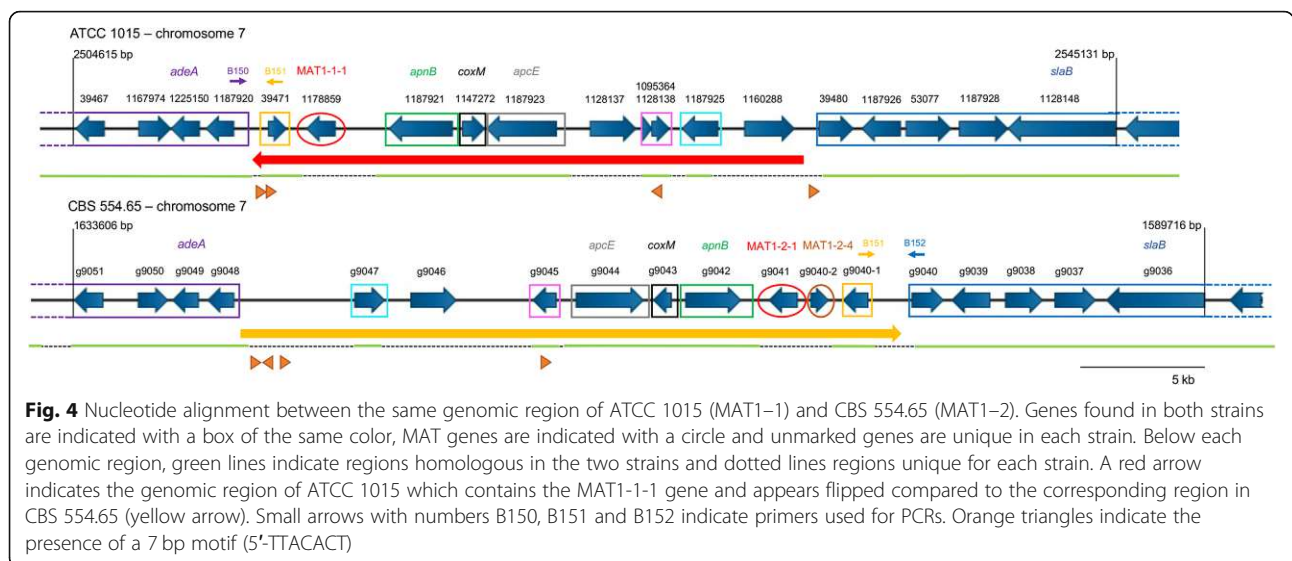 ATCC 1015 – chromosome 7
2504615 bp 2545131 bp
adeA B150 B151 MAT1-1-1 apnB coxM apcE slaB
1095364
39467 1167974 1225150 1187920 39471 1178859 1187921 1147272 1187923 1128137 1128138 1187925 1160288 39480 1187926 53077 1187928 1128148
CBS 554.65 – chromosome 7
1633606 bp 1589716 bp
adeA apcE coxM apnB MAT1-2-1 MAT1-2-4 B151 B152 slaB
g9051 g9050 g9049 g9048 g9047 g9046 g9045 g9044 g9043 g9042 g9041 g9040-2 g9040-1 g9040 g9039 g9038 g9037 g9036
5 kb
Fig. 4 Nucleotide alignment between the same genomic region of ATCC 1015 (MAT1–1) and CBS 554.65 (MAT1–2). Genes found in both strains
are indicated with a box of the same color, MAT genes are indicated with a circle and unmarked genes are unique in each strain. Below each
genomic region, green lines indicate regions homologous in the two strains and dotted lines regions unique for each strain. A red arrow
indicates the genomic region of ATCC 1015 which contains the MAT1-1-1 gene and appears flipped compared to the corresponding region in
CBS 554.65 (yellow arrow). Small arrows with numbers B150, B151 and B152 indicate primers used for PCRs. Orange triangles indicate the
presence of a 7 bp motif (5′-TTACACT)